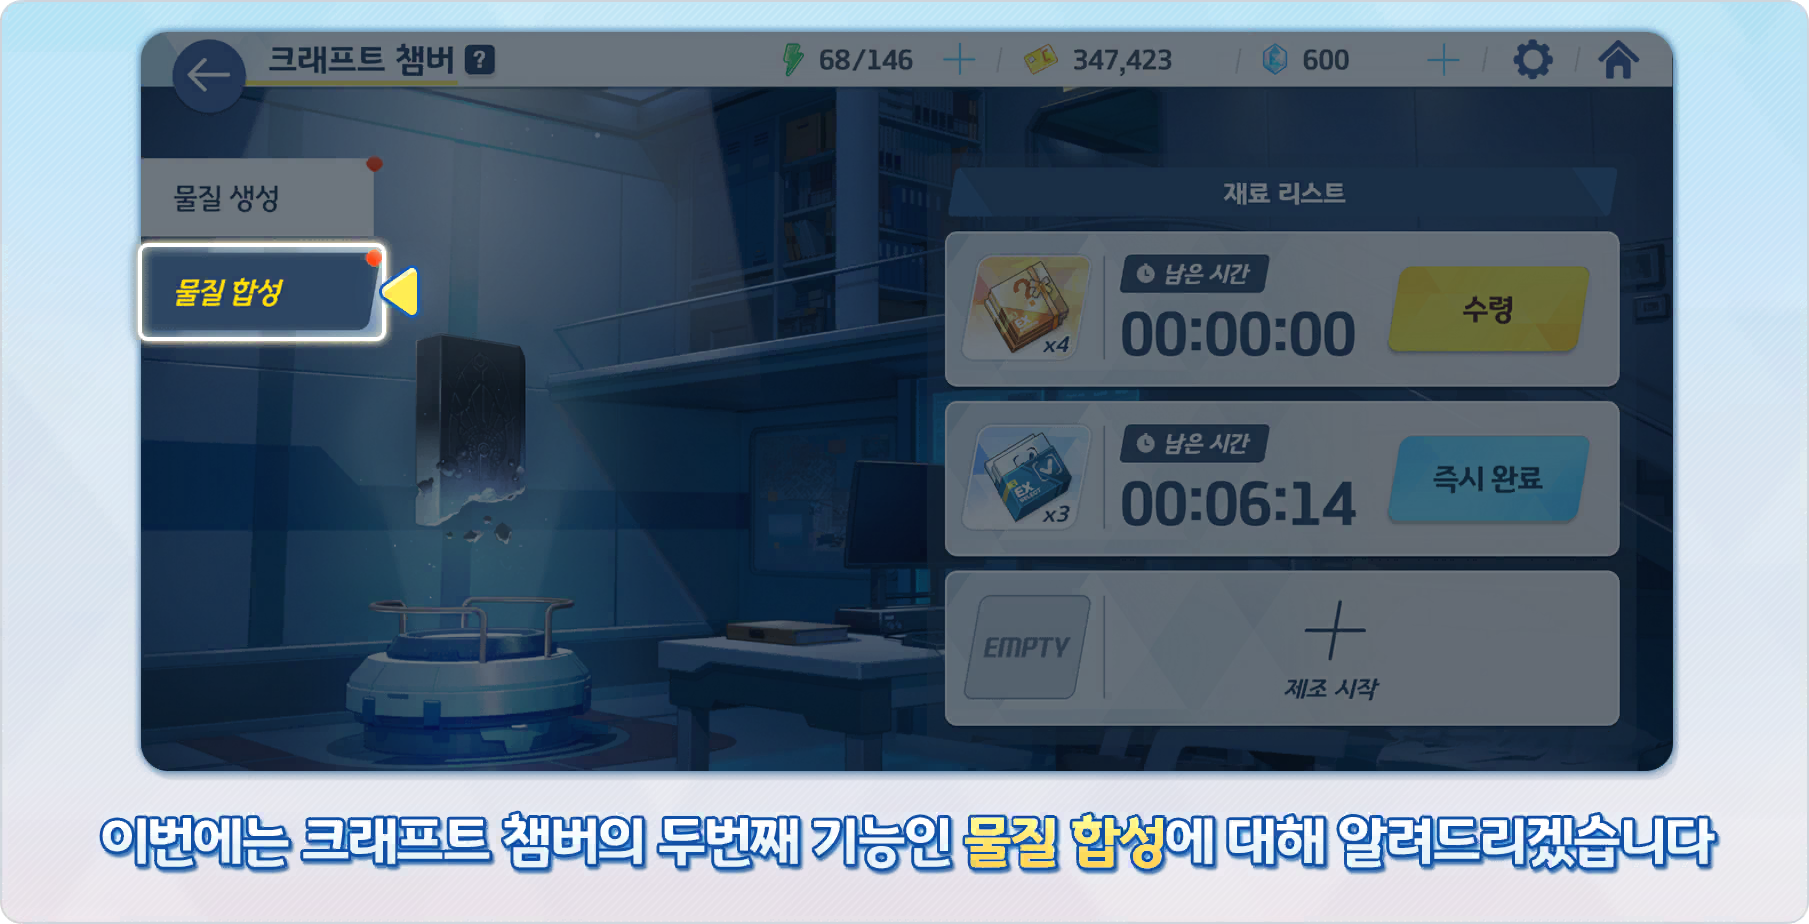 크래프트 챔버 ?
68/146
347,423
600
물질 생성
물질 합성
재료 리스트
EX
x4
남은 시간
00:00:00
수령
EX
SELECT
x3
남은 시간
00:06:14
즉시 완료
EMPTY
제조 시작
이번에는 크래프트 챔버의 두번째 기능인 물질 합성에 대해 알려드리겠습니다